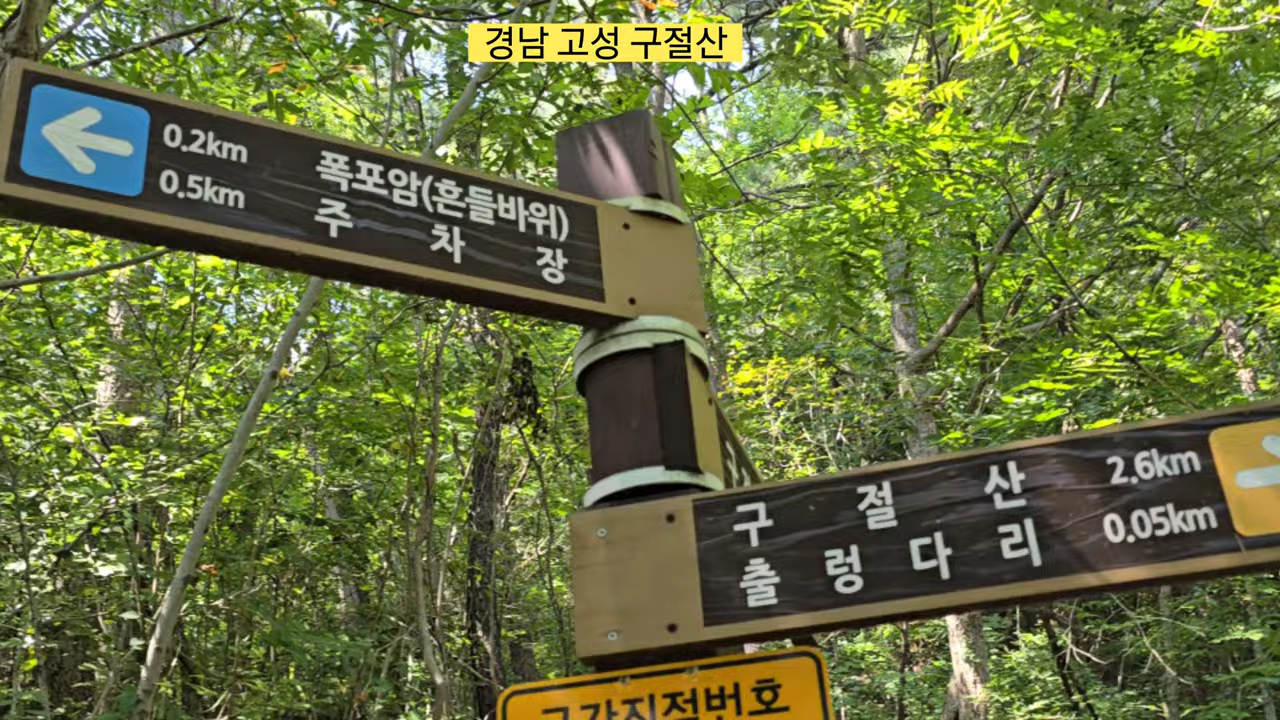 경남 고성 구절산
0.2km 폭포암(흔들바위)
0.5km 주 차 장
구 절 산 2.6km
출 렁 다 리 0.05km
국가지점번호